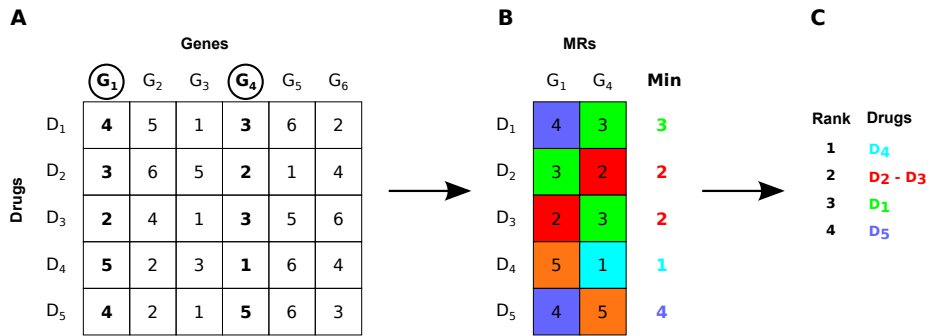 A
Genes
G1 G2 G3 G4 G5 G6
Drugs
D1 4 5 1 3 6 2
D2 3 6 5 2 1 4
D3 2 4 1 3 5 6
D4 5 2 3 1 6 4
D5 4 2 1 5 6 3
B
MRs
G1 G4 Min
D1 4 3 3
D2 3 2 2
D3 2 3 2
D4 5 1 1
D5 4 5 4
C
Rank Drugs
1 D4
2 D2 - D3
3 D1
4 D5